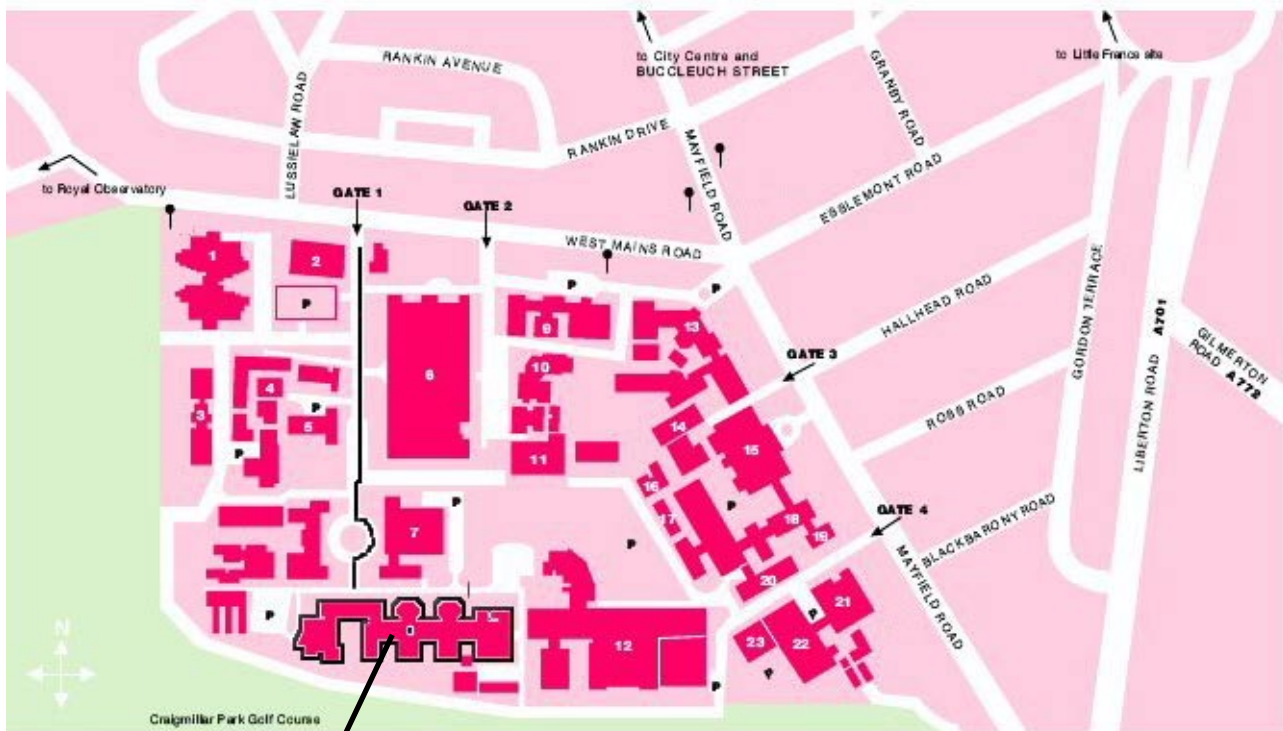 RANKIN AVENUE
to City Centre and
BUCCLEUCH STREET
to Little France site
LUSSIELAW ROAD
GRANBY ROAD
RANKIN DRIVE
MAYFIELD ROAD
ESSLEMONT ROAD
to Royal Observatory
GATE 1
GATE 2
WEST MAINS ROAD
1
2
P
P
P
HALLHEAD ROAD
GORDON TERRACE
LIBERTON ROAD A701
GILMERTON
ROAD A772
9
13
GATE 3
10
6
4
3
P
5
P
14
ROSS ROAD
15
11
16
P
P
17
18
GATE 4
19
7
P
BLACKBARONY ROAD
MAYFIELD ROAD
20
P
21
P
12
23
22
P
P
N
Craigmillar Park Golf Course